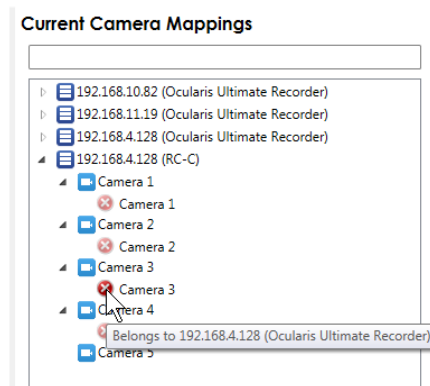 Current Camera Mappings
192.168.10.82 (Ocularis Ultimate Recorder)
192.168.11.19 (Ocularis Ultimate Recorder)
192.168.4.128 (Ocularis Ultimate Recorder)
192.168.4.128 (RC-C)
Camera 1
Camera 1
Camera 2
Camera 2
Camera 3
Camera 3
Camera 4
Belongs to 192.168.4.128 (Ocularis Ultimate Recorder)
Camera 5